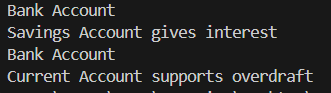 Bank Account
Savings Account gives interest
Bank Account
Current Account supports overdraft